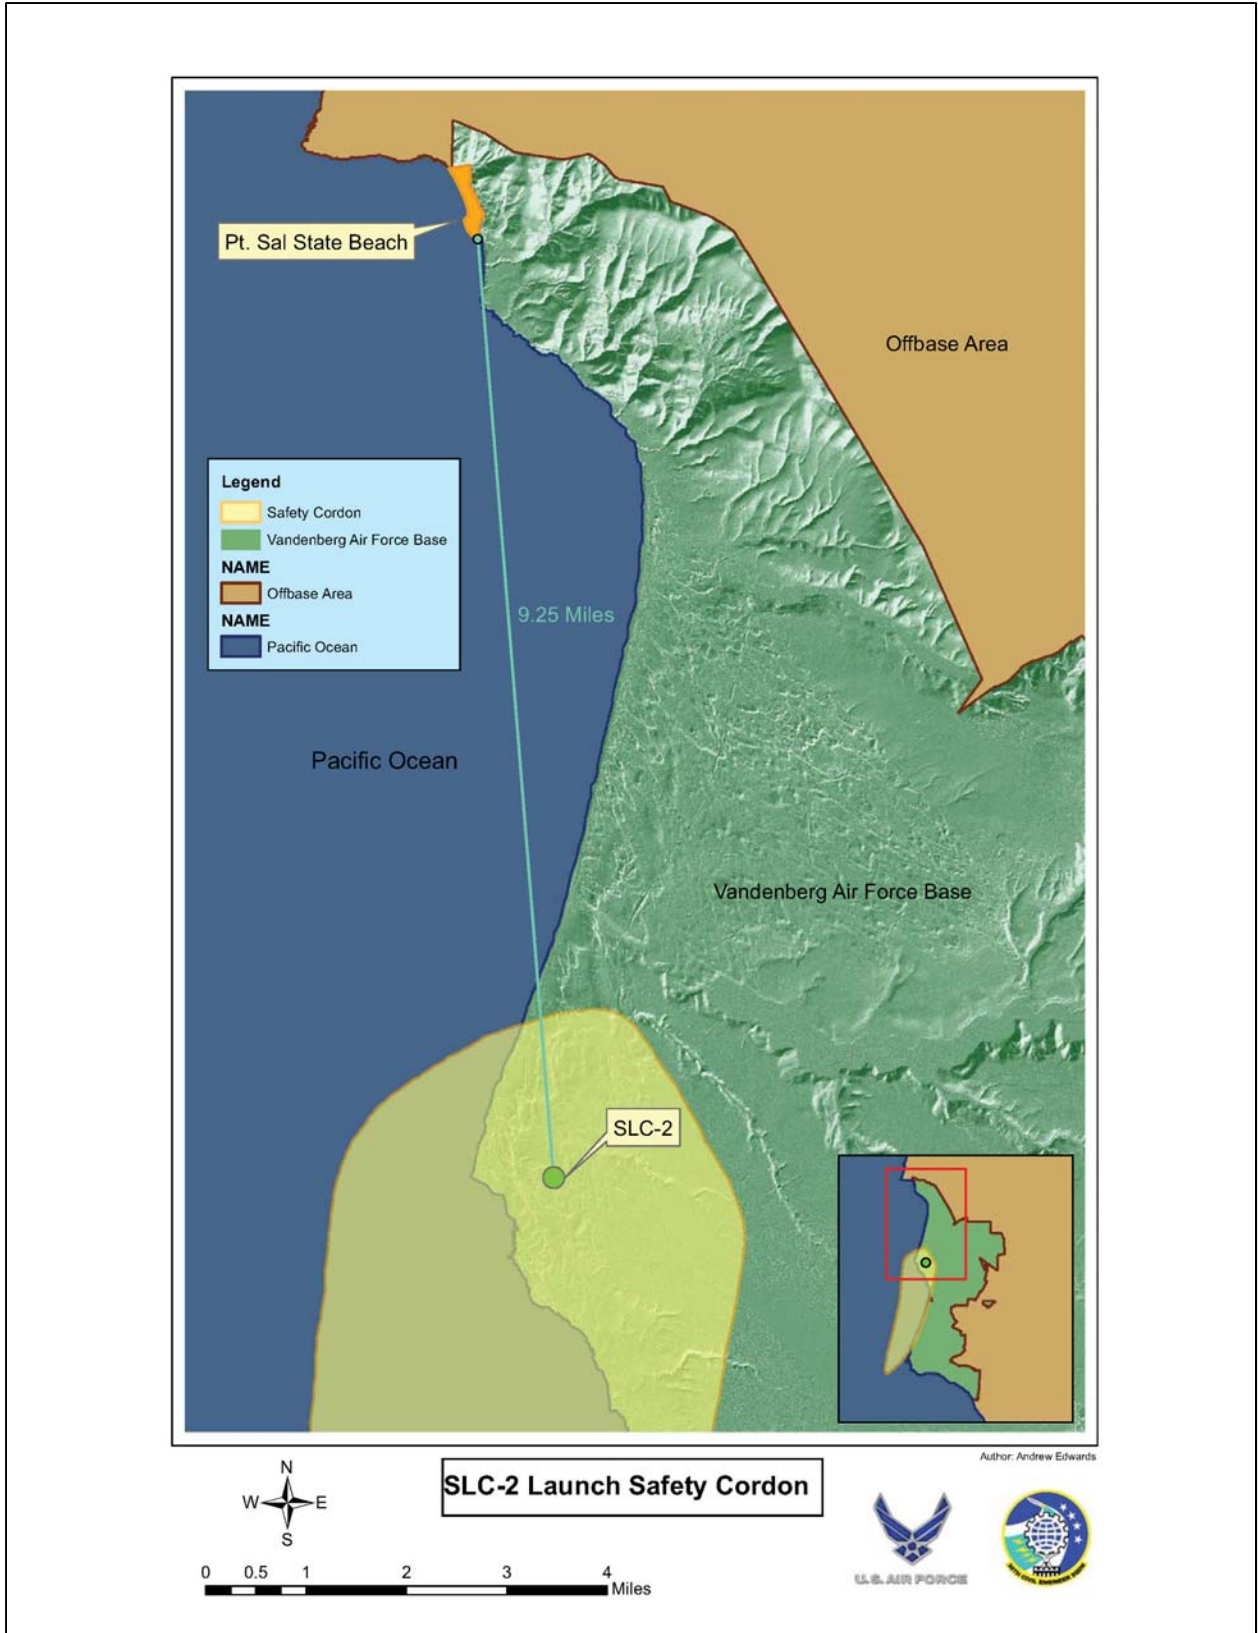 Pt. Sal State Beach
Offbase Area
Legend
Safety Cordon
Vandenberg Air Force Base
NAME
Offbase Area
NAME
Pacific Ocean
9.25 Miles
Pacific Ocean
Vandenberg Air Force Base
SLC-2
Author: Andrew Edwards
N
W E
S
SLC-2 Launch Safety Cordon
0 0.5 1 2 3 4
Miles
U.S. AIR FORCE
CIVIL ENGINEER